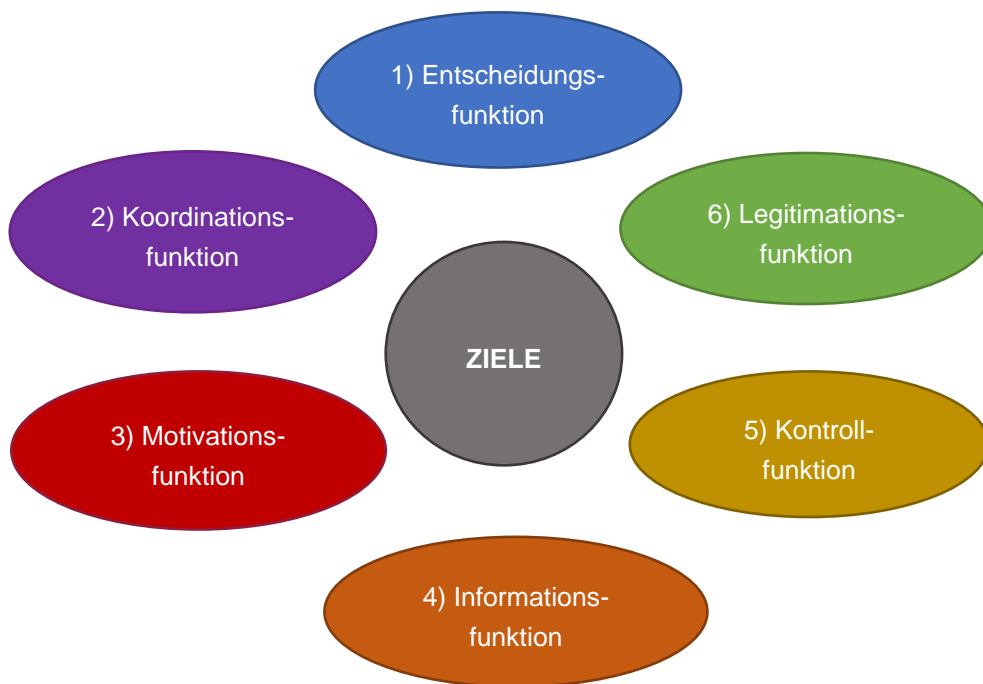 1) Entscheidungs-
funktion
2) Koordinations-
funktion
6) Legitimations-
funktion
ZIELE
3) Motivations-
funktion
5) Kontroll-
funktion
4) Informations-
funktion